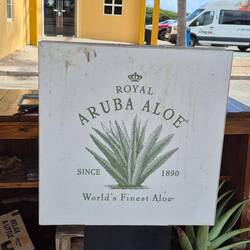 ROYAL
ARUBA ALOE
SINCE 1890
World's Finest Aloe